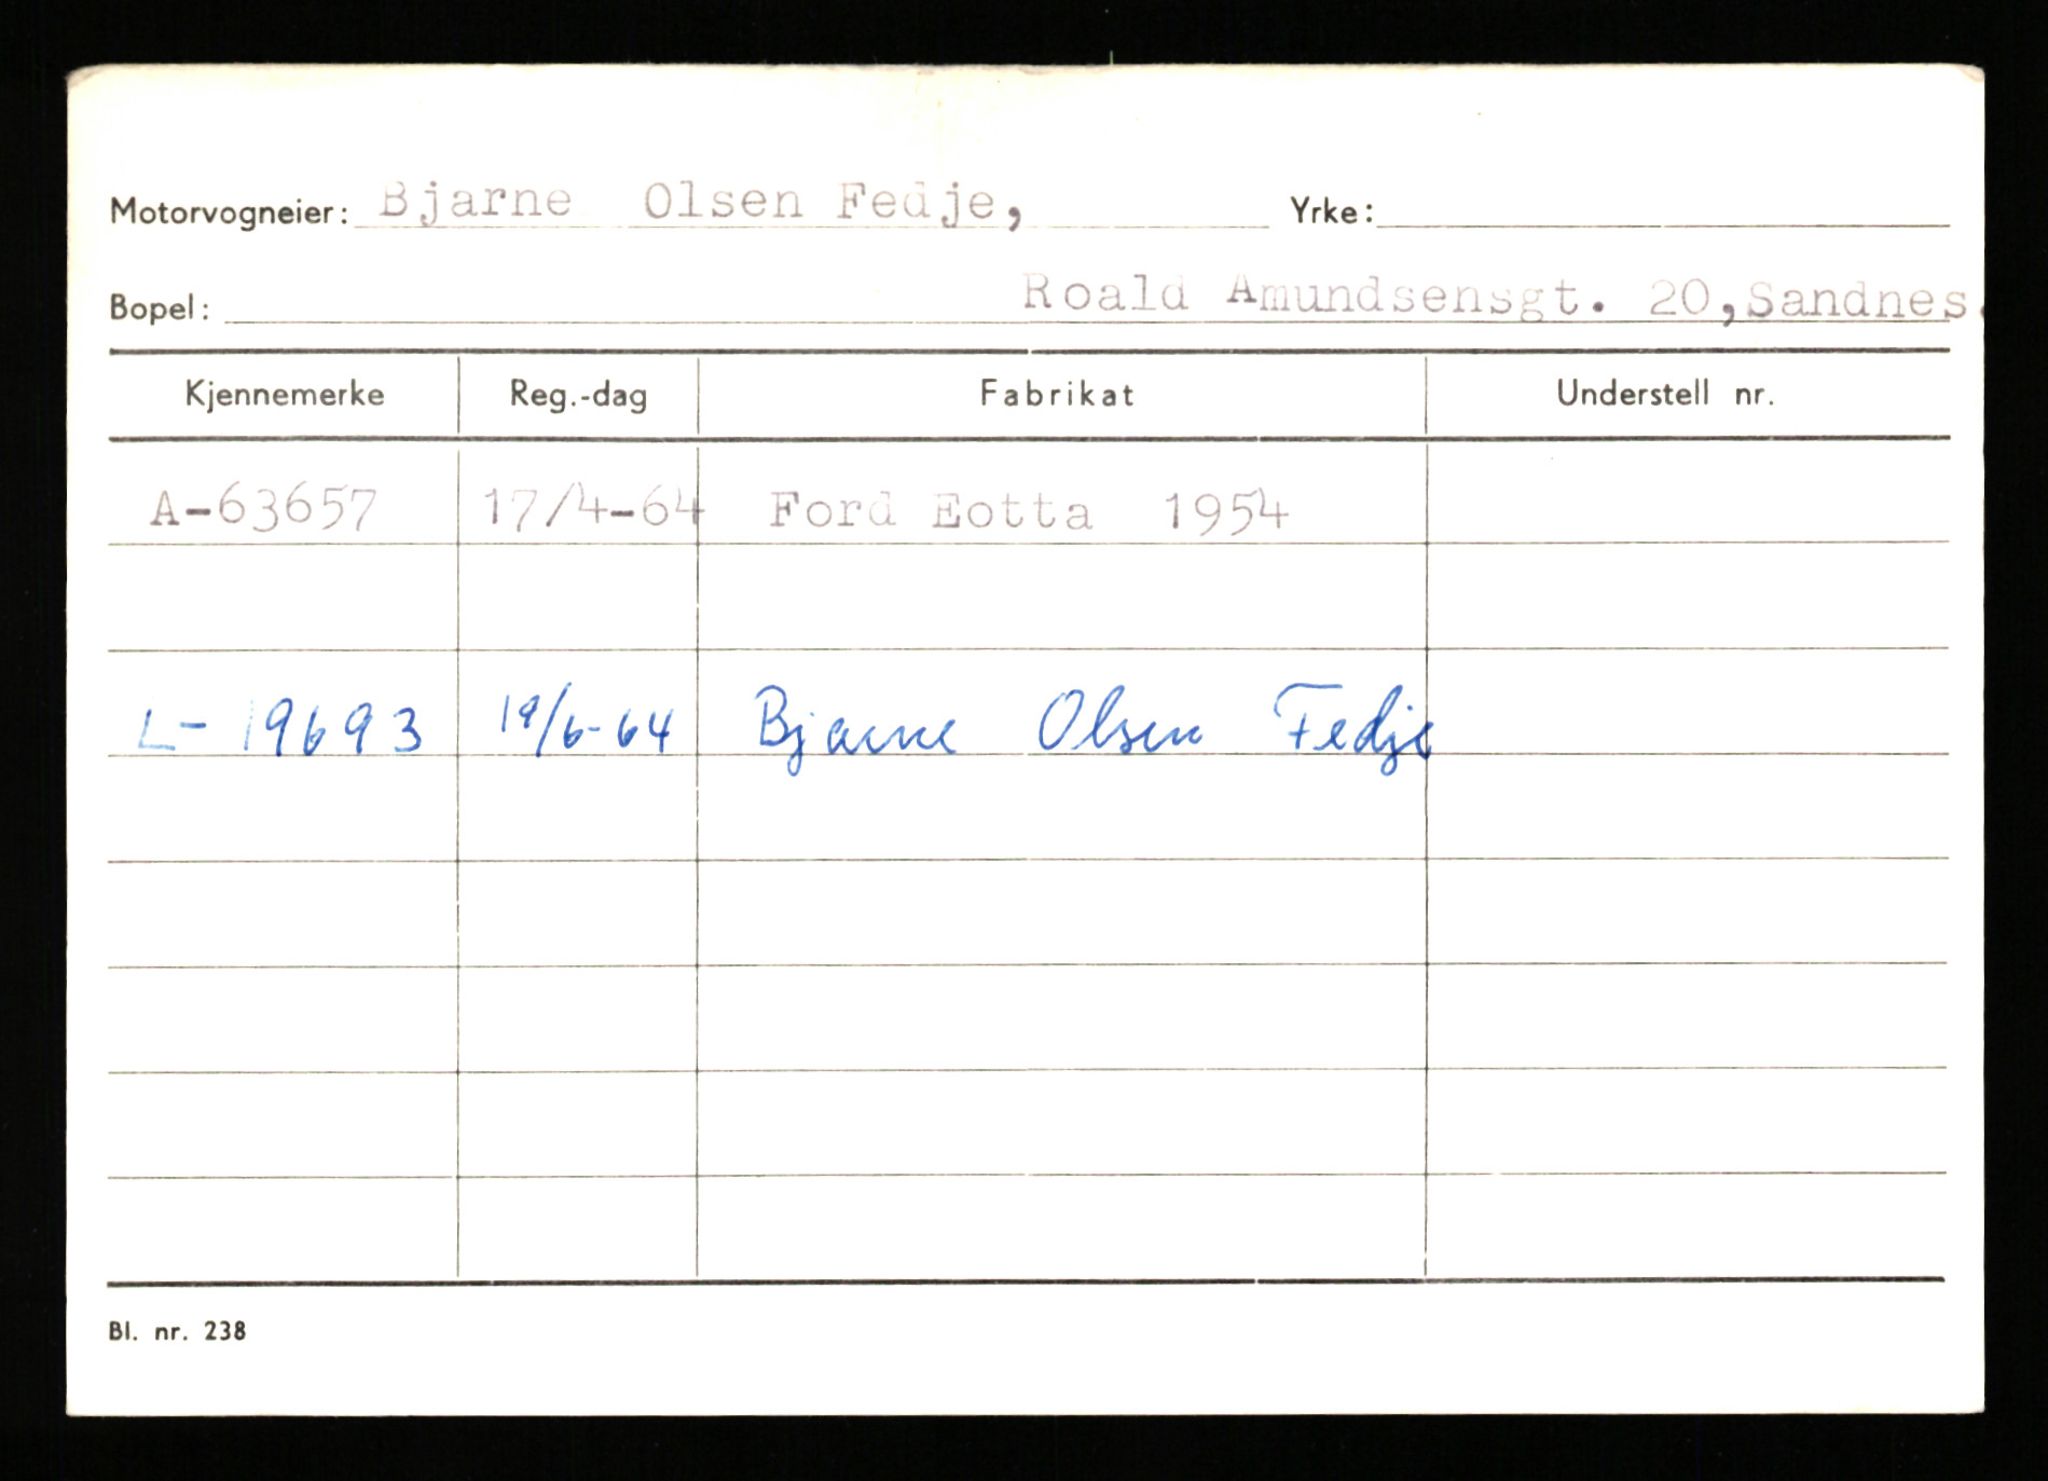 Motorvogneier: Bjarne Olsen Fedje, Yrke:
Bopel: Roald Amundsensgt. 20,Sandnes.
Kjennemerke Reg.-dag Fabrikat Understell nr.
A-63657 17/4-64 Ford Eotta 1954
L-19693 19/6-64 Bjarne Olsen Fedje
Bl. nr. 238